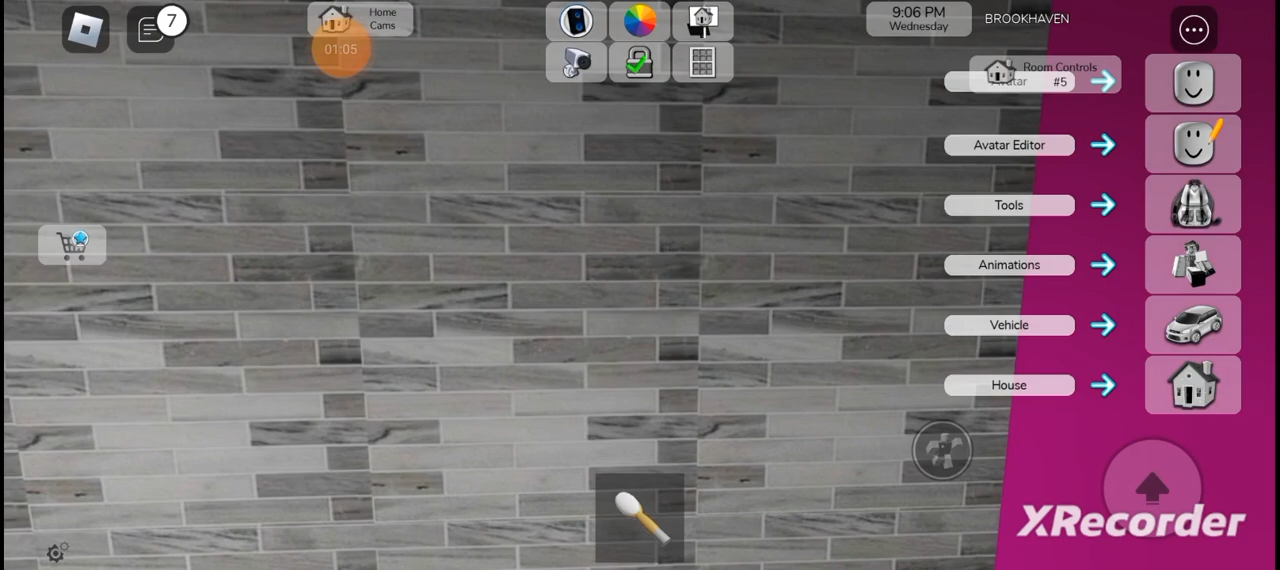 7
Home
Cams
01:05
9:06 PM
Wednesday
BROOKHAVEN
Room Controls
Avatar #5
Avatar Editor
Tools
Animations
Vehicle
House
XRecorder